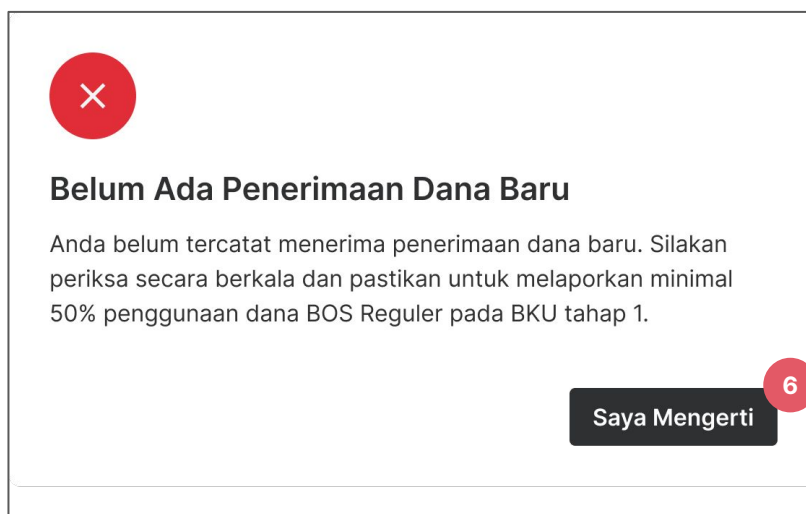 Belum Ada Penerimaan Dana Baru
Anda belum tercatat menerima penerimaan dana baru. Silakan
periksa secara berkala dan pastikan untuk melaporkan minimal
50% penggunaan dana BOS Reguler pada BKU tahap 1.
6
Saya Mengerti